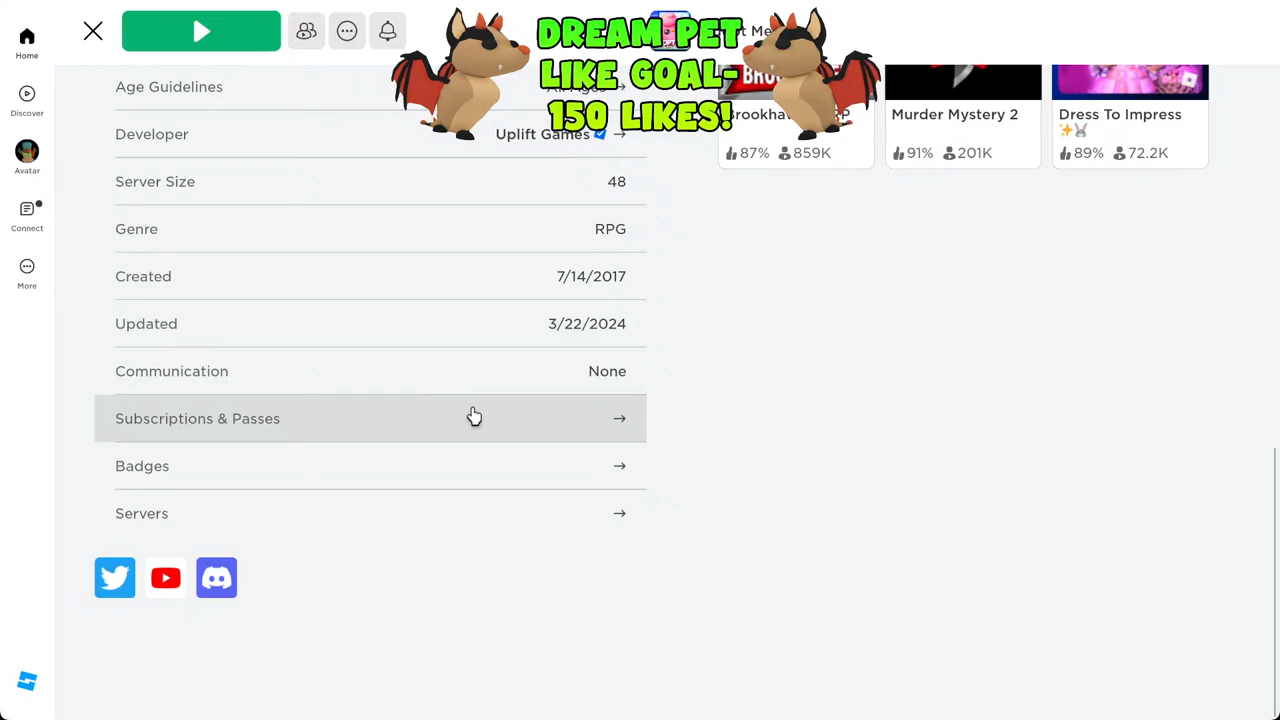 Home
Discover
Avatar
Connect
More
DREAM PET
LIKE GOAL-
150 LIKES!
Age Guidelines
Developer
Uplift Games
Server Size
48
Genre
RPG
Created
7/14/2017
Updated
3/22/2024
Communication
None
Subscriptions & Passes
Badges
Servers
Murder Mystery 2
Dress To Impress
87% 859K
91% 201K
89% 72.2K